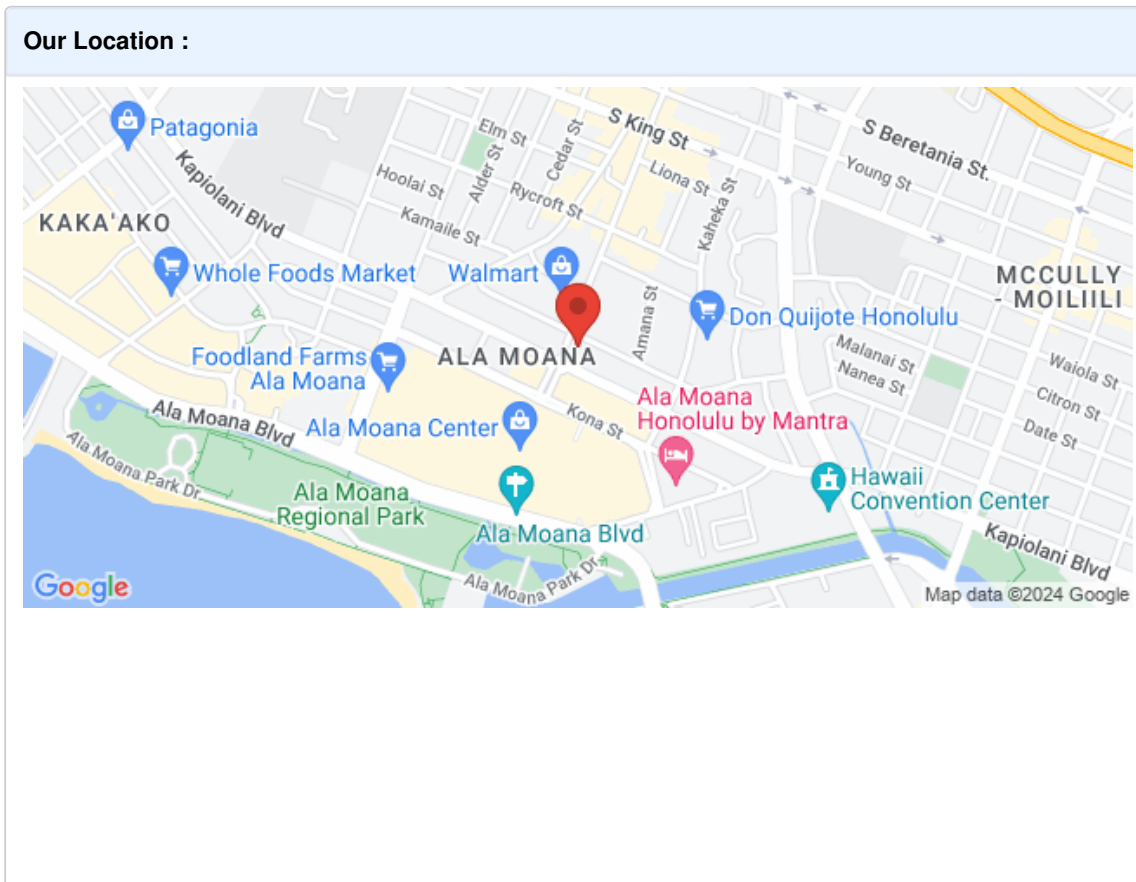 Our Location :
Patagonia
Elm St
Cedar St
S King St
S Beretania St.
Kapiolani Blvd
Hoolai St
Alder St
Rycroft St
Liona St
Young St
KAKA'AKO
Kamaile St
Kaheka St
Whole Foods Market
Walmart
MCCULLY
- MOILIILI
Amana St
Don Quijote Honolulu
Foodland Farms
Ala Moana
ALA MOANA
Malanai St
Nanea St
Waiola St
Citron St
Date St
Ala Moana Blvd
Ala Moana Center
Kona St
Ala Moana
Honolulu by Mantra
Ala Moana Park Dr
Ala Moana
Regional Park
Hawaii
Convention Center
Ala Moana Blvd
Kapiolani Blvd
Ala Moana Park Dr
Google
Map data ©2024 Google